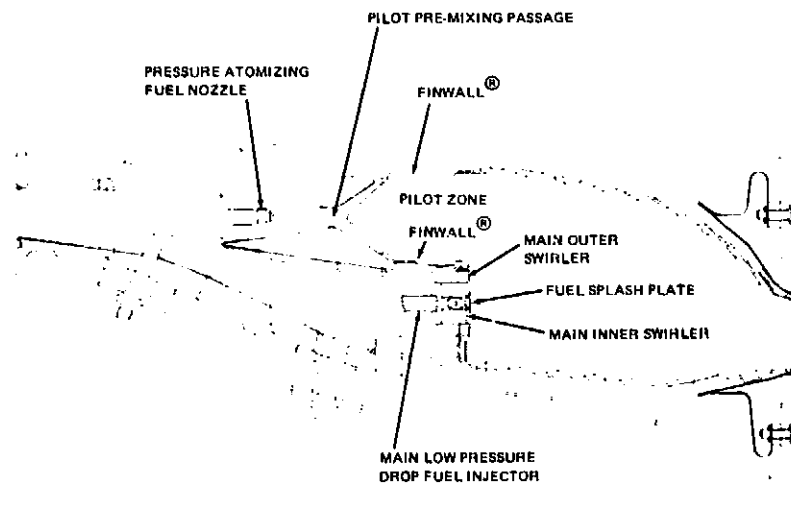 PILOT PRE-MIXING PASSAGE
PRESSURE ATOMIZING
FUEL NOZZLE
FINWALL®
PILOT ZONE
FINWALL®
MAIN OUTER
SWIRLER
FUEL SPLASH PLATE
MAIN INNER SWIRLER
MAIN LOW PRESSURE
DROP FUEL INJECTOR